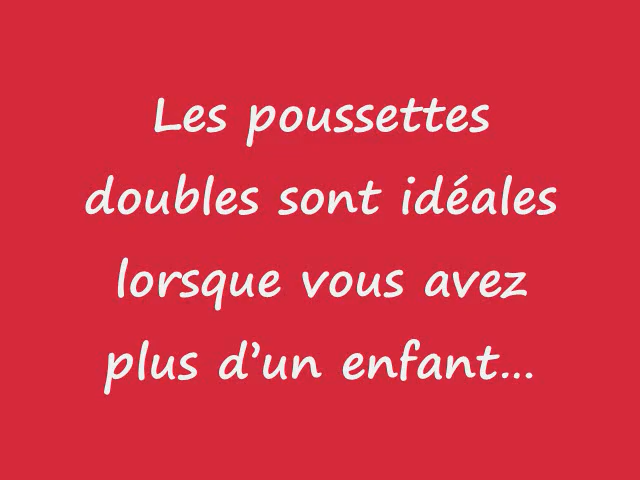 Les poussettes
doubles sont idéales
lorsque vous avez
plus d’un enfant...